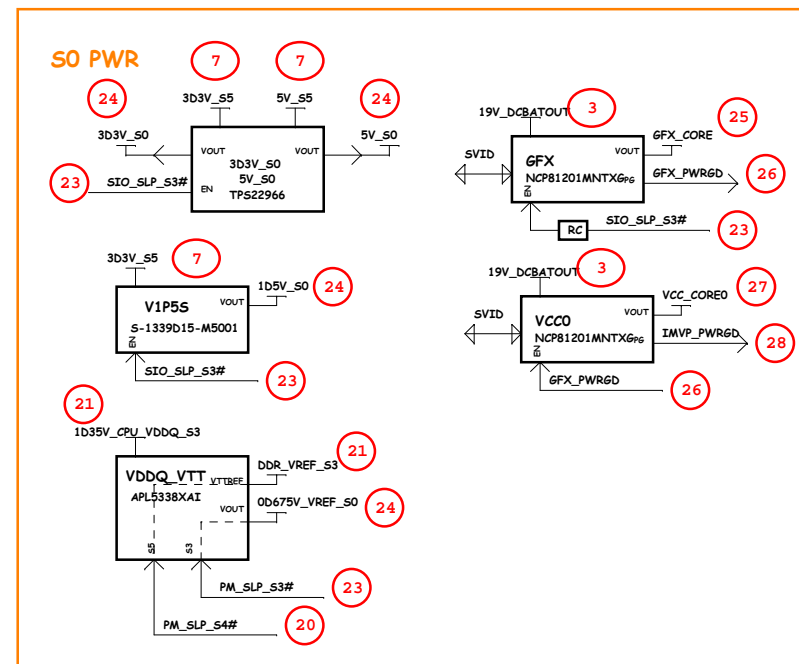 S0 PWR
7
7
24
3D3V_S5
5V_S5
24
3D3V_S0
5V_S0
VOUT
VOUT
3D3V_S0
5V_S0
TPS22966
EN
23
SIO_SLP_S3#
3
25
19V_DCBATOUT
GFX_CORE
SVID
VOUT
GFX
NCP81201MNTXG
PG
GFX_PWRGD
26
EN
RC
SIO_SLP_S3#
23
3D3V_S5
7
1D5V_S0
24
VOUT
V1P5S
S-1339D15-M5001
EN
SIO_SLP_S3#
23
3
27
19V_DCBATOUT
VCC_CORE0
SVID
VOUT
VCC0
NCP81201MNTXG
PG
IMVP_PWRGD
28
EN
GFX_PWRGD
26
21
1D35V_CPU_VDDQ_S3
21
DDR_VREF_S3
VDDQ_VTT
VTTREF
APL5338XAI
0D675V_VREF_S0
24
VOUT
S5
S3
PM_SLP_S3#
23
PM_SLP_S4#
20